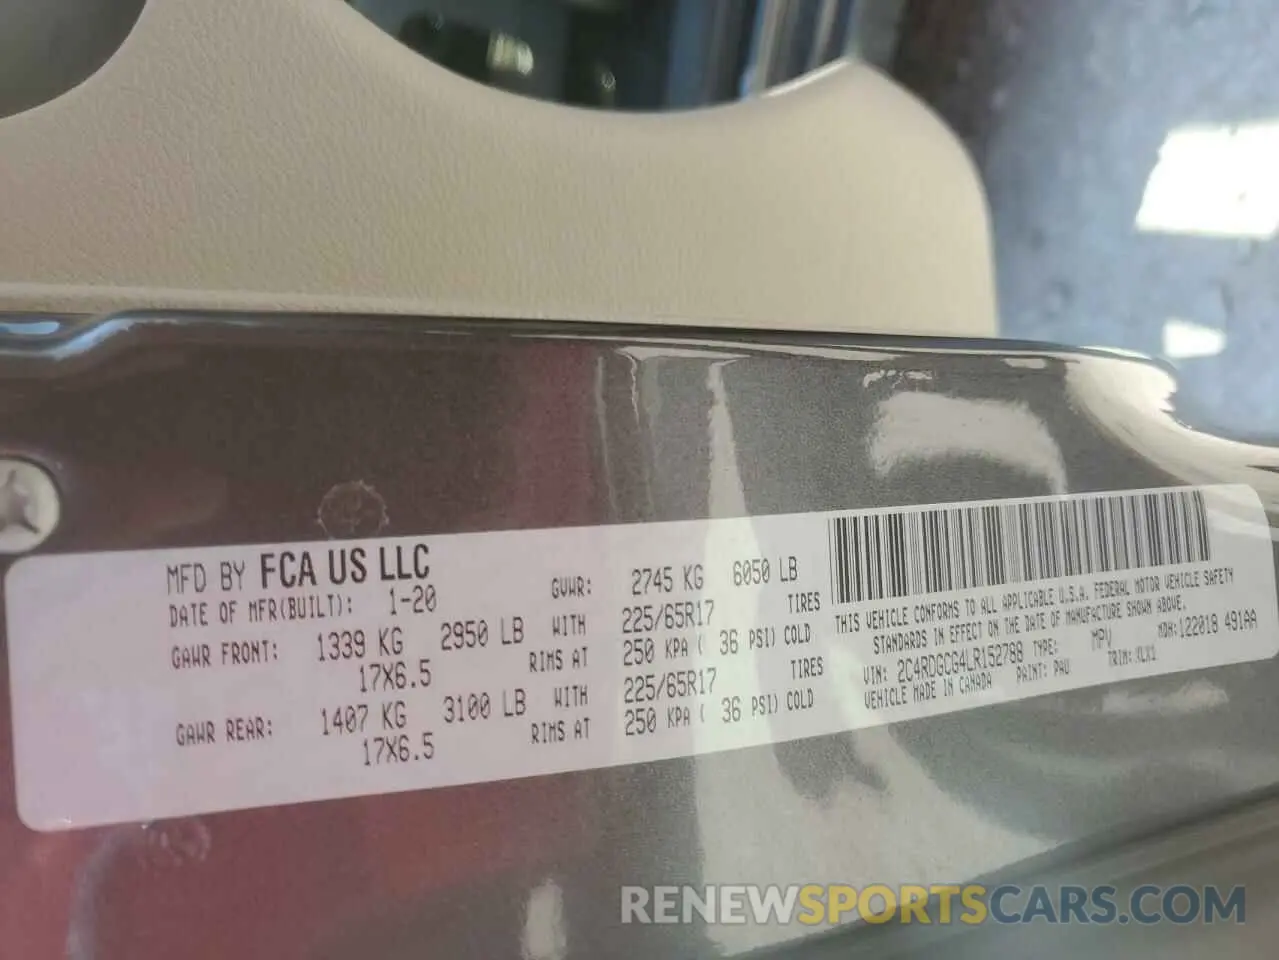 MFD BY FCA US LLC
DATE OF MFR(BUILT): 1-20
GVWR: 2745 KG 6050 LB
GAWR FRONT: 1339 KG 2950 LB WITH 225/65R17 TIRES
17X6.5 RIMS AT 250 KPA ( 36 PSI) COLD
GAWR REAR: 1407 KG 3100 LB WITH 225/65R17 TIRES
17X6.5 RIMS AT 250 KPA ( 36 PSI) COLD
THIS VEHICLE CONFORMS TO ALL APPLICABLE U.S.A. FEDERAL MOTOR VEHICLE SAFETY
STANDARDS IN EFFECT ON THE DATE OF MANUFACTURE SHOWN ABOVE.
VIN: 2C4RDGCG4LR152788 TYPE: MPV MDH:122018 491AA
VEHICLE MADE IN CANADA PAINT: PAU TRIM:
RENEWSPORTSCARS.COM